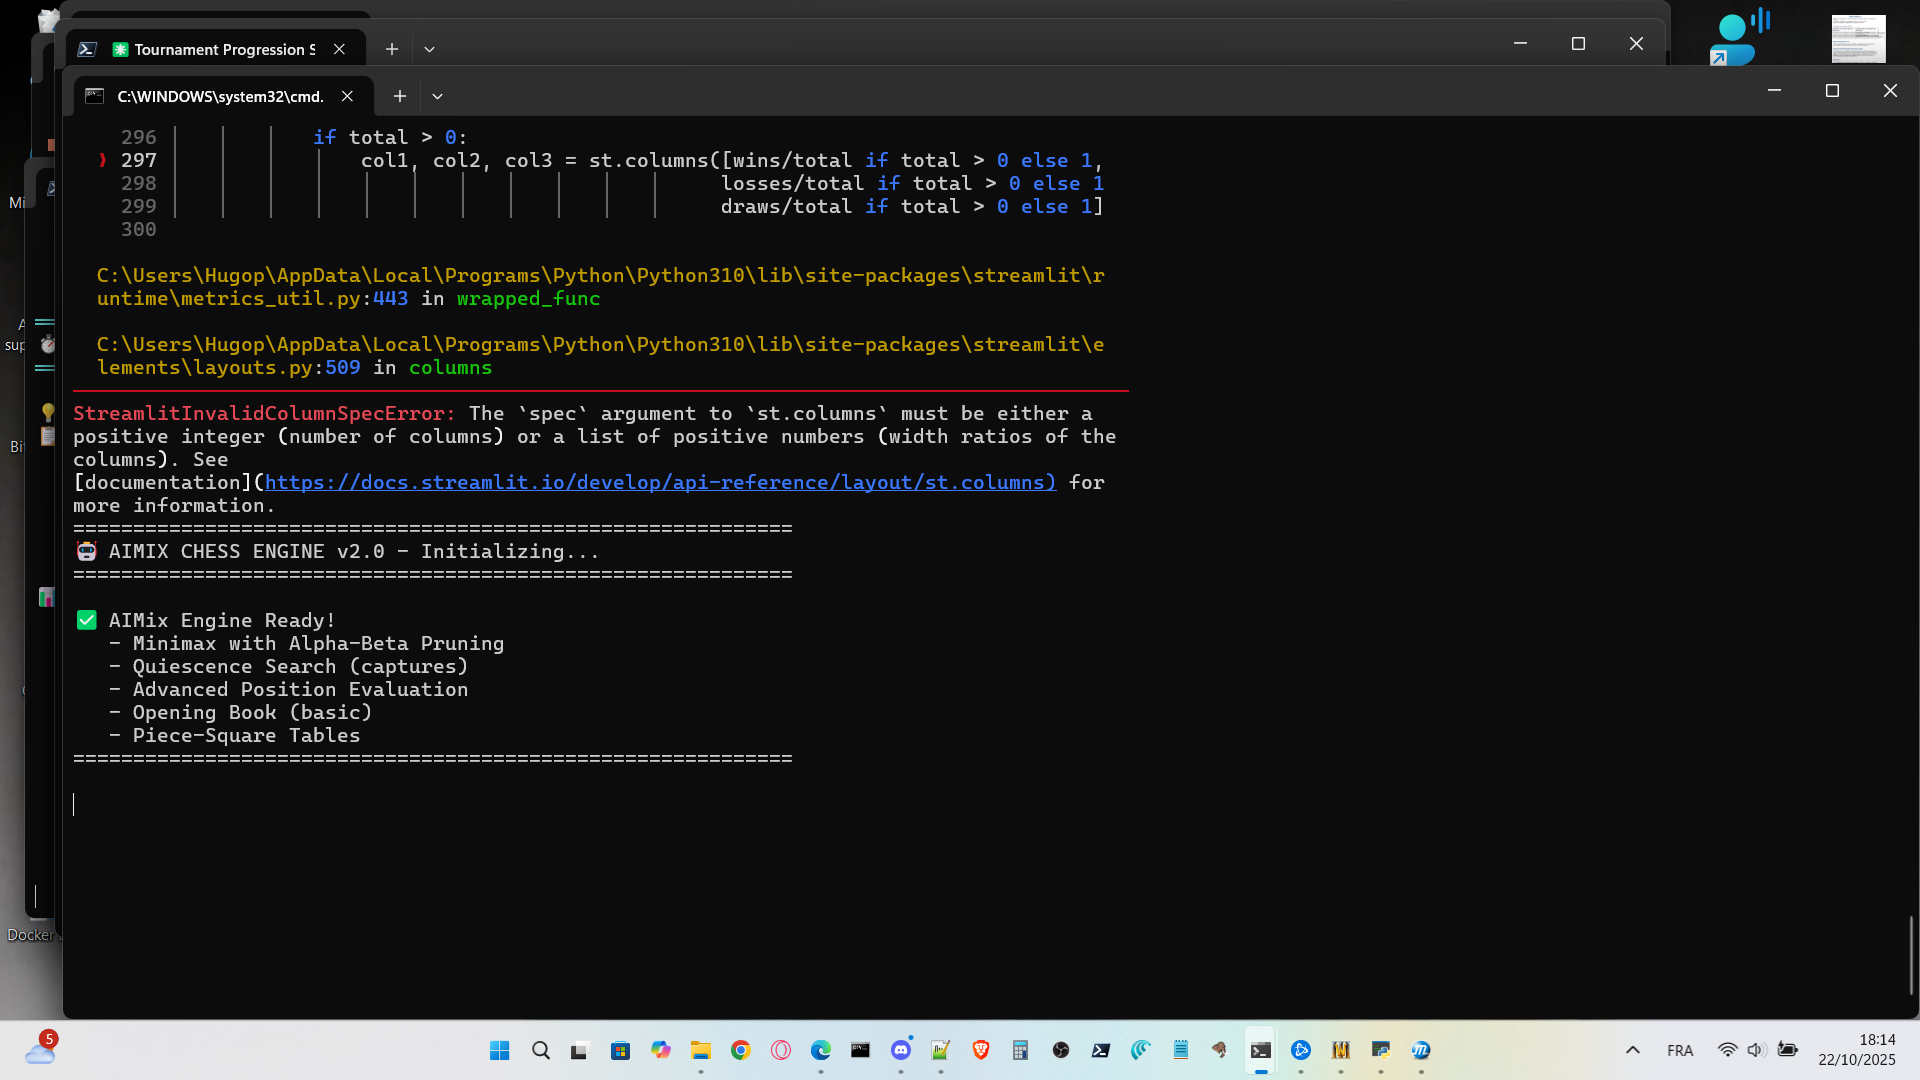 Tournament Progression S
C:\WINDOWS\system32\cmd.
296 if total > 0:
❱ 297 col1, col2, col3 = st.columns([wins/total if total > 0 else 1,
298 losses/total if total > 0 else 1
299 draws/total if total > 0 else 1]
300
C:\Users\Hugop\AppData\Local\Programs\Python\Python310\lib\site-packages\streamlit\r
untime\metrics_util.py:443 in wrapped_func
C:\Users\Hugop\AppData\Local\Programs\Python\Python310\lib\site-packages\streamlit\e
lements\layouts.py:509 in columns
StreamlitInvalidColumnSpecError: The `spec` argument to `st.columns` must be either a
positive integer (number of columns) or a list of positive numbers (width ratios of the
columns). See
[documentation](https://docs.streamlit.io/develop/api-reference/layout/st.columns) for
more information.
============================================================
AIMIX CHESS ENGINE v2.0 - Initializing...
============================================================
AIMix Engine Ready!
- Minimax with Alpha-Beta Pruning
- Quiescence Search (captures)
- Advanced Position Evaluation
- Opening Book (basic)
- Piece-Square Tables
============================================================
Mi
A
sup
Bit
Docker
5
FRA
18:14
22/10/2025